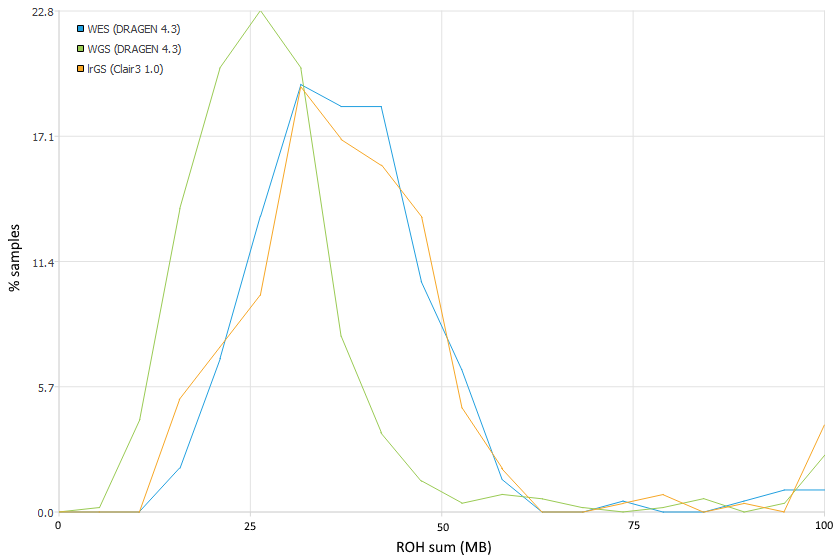 22.8
WES (DRAGEN 4.3)
WGS (DRAGEN 4.3)
lrGS (Clair3 1.0)
17.1
% samples
11.4
5.7
0.0
0 25 50 75 100
ROH sum (MB)